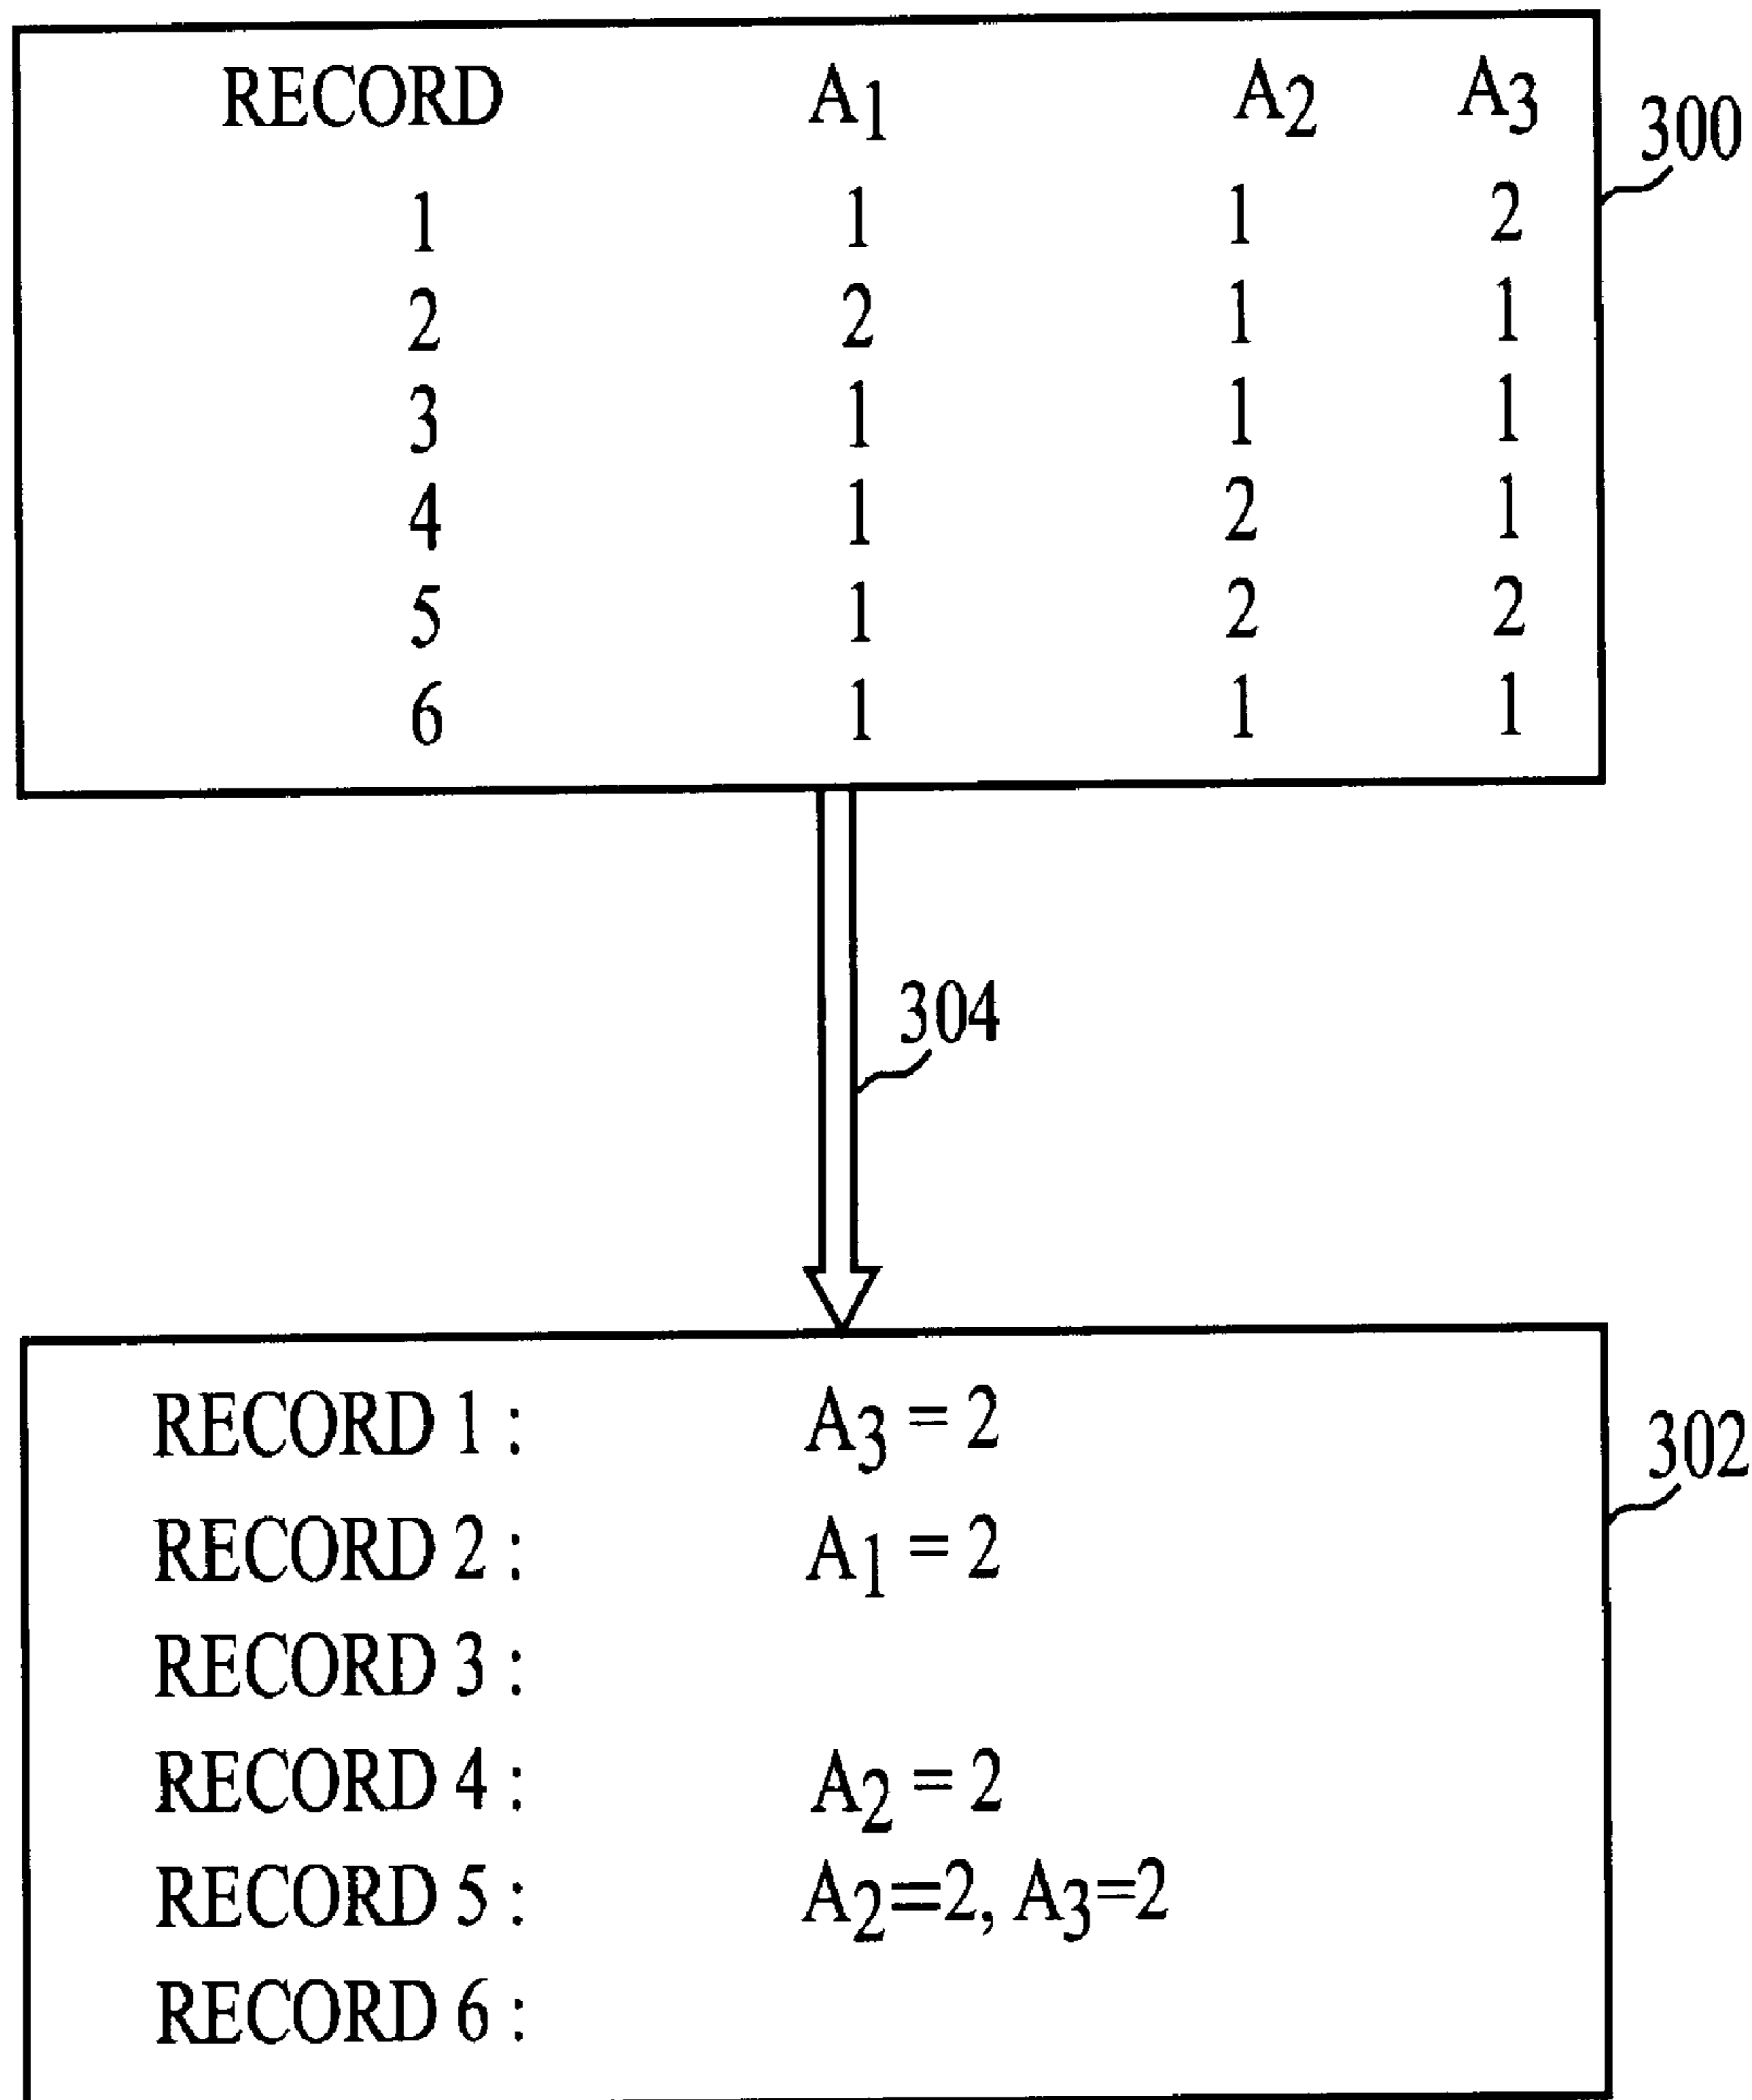 RECORD A1 A2 A3
300
1 1 1 2
2 2 1 1
3 1 1 1
4 1 2 1
5 1 2 2
6 1 1 1
304
RECORD 1 : A3 = 2
302
RECORD 2 : A1 = 2
RECORD 3 :
RECORD 4 : A2 = 2
RECORD 5 : A2=2, A3=2
RECORD 6 :